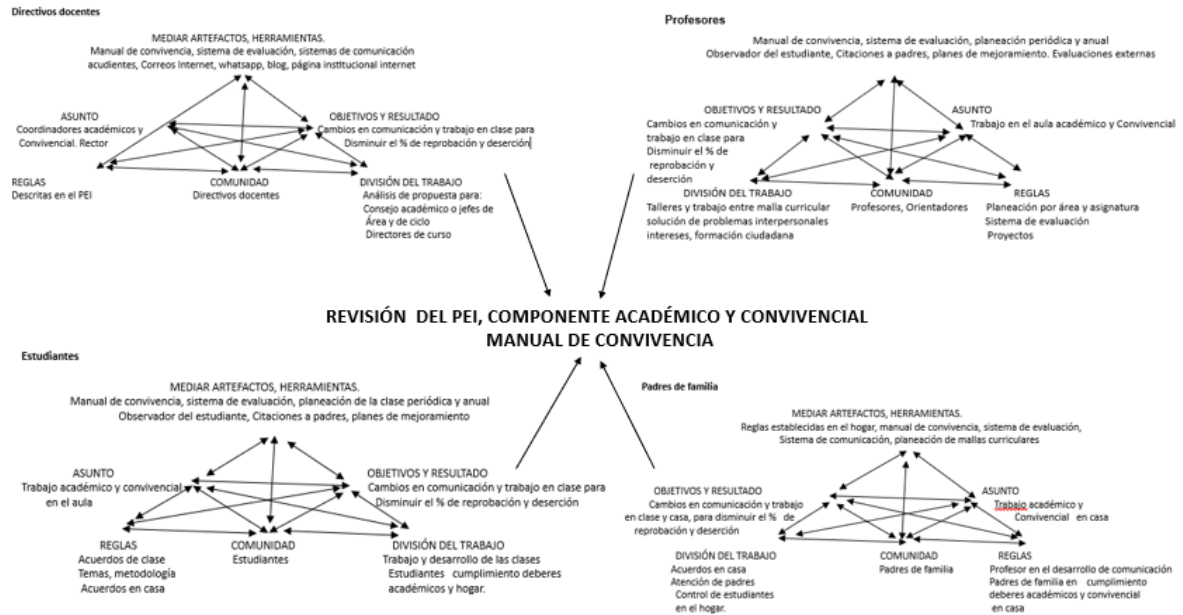 Directivos docentes
MEDIAR ARTEFACTOS, HERRAMIENTAS.
Manual de convivencia, sistema de evaluación, sistemas de comunicación
acudientes, Correos Internet, whatsapp, blog, página institucional internet
ASUNTO
Coordinadores académicos y
Convivencial. Rector
OBJETIVOS Y RESULTADO
Cambios en comunicación y trabajo en clase para
Disminuir el % de reprobación y deserción
REGLAS
Descritas en el PEI
COMUNIDAD
Directivos docentes
DIVISIÓN DEL TRABAJO
Análisis de propuesta para:
Consejo académico o jefes de
Área y de ciclo
Directores de curso
Profesores
Manual de convivencia, sistema de evaluación, planeación periódica y anual
Observador del estudiante, Citaciones a padres, planes de mejoramiento. Evaluaciones externas
OBJETIVOS Y RESULTADO
Cambios en comunicación y
trabajo en clase para
Disminuir el % de
reprobación y
deserción
ASUNTO
Trabajo en el aula académico y Convivencial
DIVISIÓN DEL TRABAJO
Talleres y trabajo entre malla curricular
solución de problemas interpersonales
intereses, formación ciudadana
COMUNIDAD
Profesores, Orientadores
REGLAS
Planeación por área y asignatura
Sistema de evaluación
Proyectos
REVISIÓN DEL PEI, COMPONENTE ACADÉMICO Y CONVIVENCIAL
MANUAL DE CONVIVENCIA
Estudiantes
MEDIAR ARTEFACTOS, HERRAMIENTAS.
Manual de convivencia, sistema de evaluación, planeación de la clase periódica y anual
Observador del estudiante, Citaciones a padres, planes de mejoramiento
ASUNTO
Trabajo académico y convivencial
en el aula
OBJETIVOS Y RESULTADO
Cambios en comunicación y trabajo en clase para
Disminuir el % de reprobación y deserción
REGLAS
Acuerdos de clase
Temas, metodología
Acuerdos en casa
COMUNIDAD
Estudiantes
DIVISIÓN DEL TRABAJO
Trabajo y desarrollo de las clases
Estudiantes cumplimiento deberes
académicos y hogar.
Padres de familia
MEDIAR ARTEFACTOS, HERRAMIENTAS.
Reglas establecidas en el hogar, manual de convivencia, sistema de evaluación,
Sistema de comunicación, planeación de mallas curriculares
OBJETIVOS Y RESULTADO
Cambios en comunicación y trabajo
en clase y casa, para disminuir el % de
reprobación y deserción
ASUNTO
Trabajo académico y
Convivencial en casa
DIVISIÓN DEL TRABAJO
Acuerdos en casa
Atención de padres
Control de estudiantes
en el hogar.
COMUNIDAD
Padres de familia
REGLAS
Profesor en el desarrollo de comunicación
Padres de familia en cumplimiento
deberes académicos y convivencial
en casa